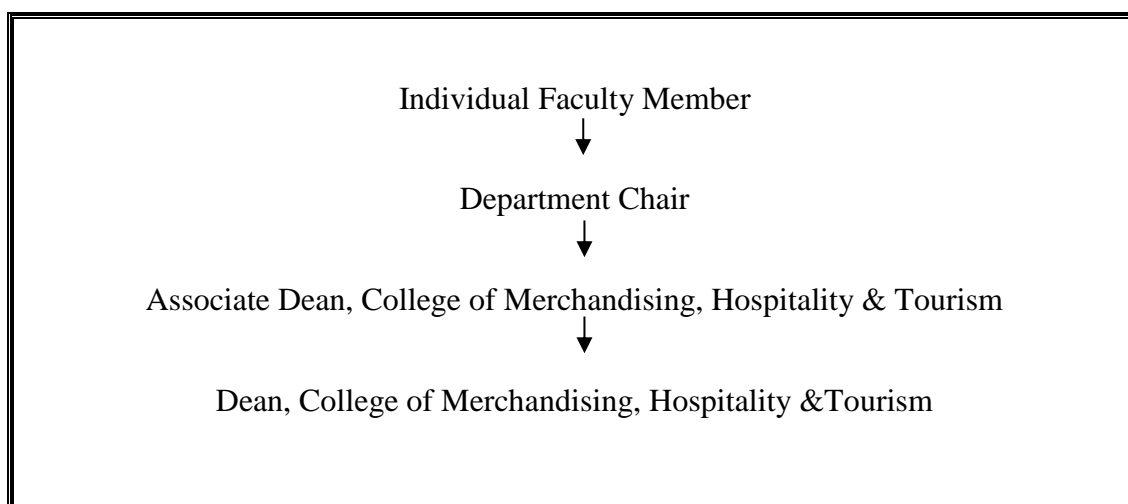 Individual Faculty Member
Department Chair
Associate Dean, College of Merchandising, Hospitality & Tourism
Dean, College of Merchandising, Hospitality &Tourism